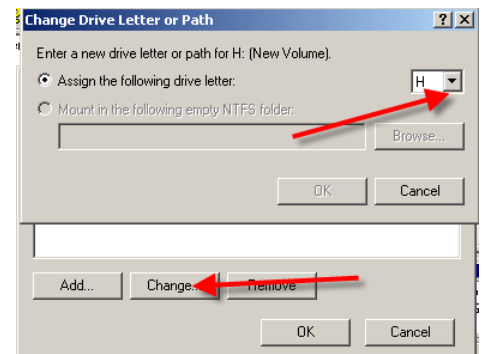 Change Drive Letter or Path
Enter a new drive letter or path for H: (New Volume).
Assign the following drive letter:
H
Mount in the following empty NTFS folder:
Browse...
OK Cancel
Add... Change... Remove
OK Cancel